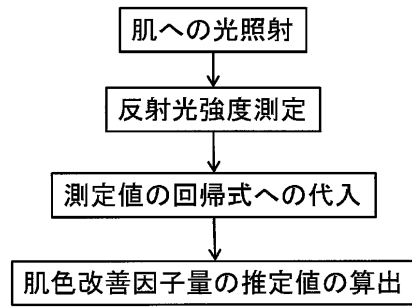 肌への光照射
反射光強度測定
測定値の回帰式への代入
肌色改善因子量の推定値の算出